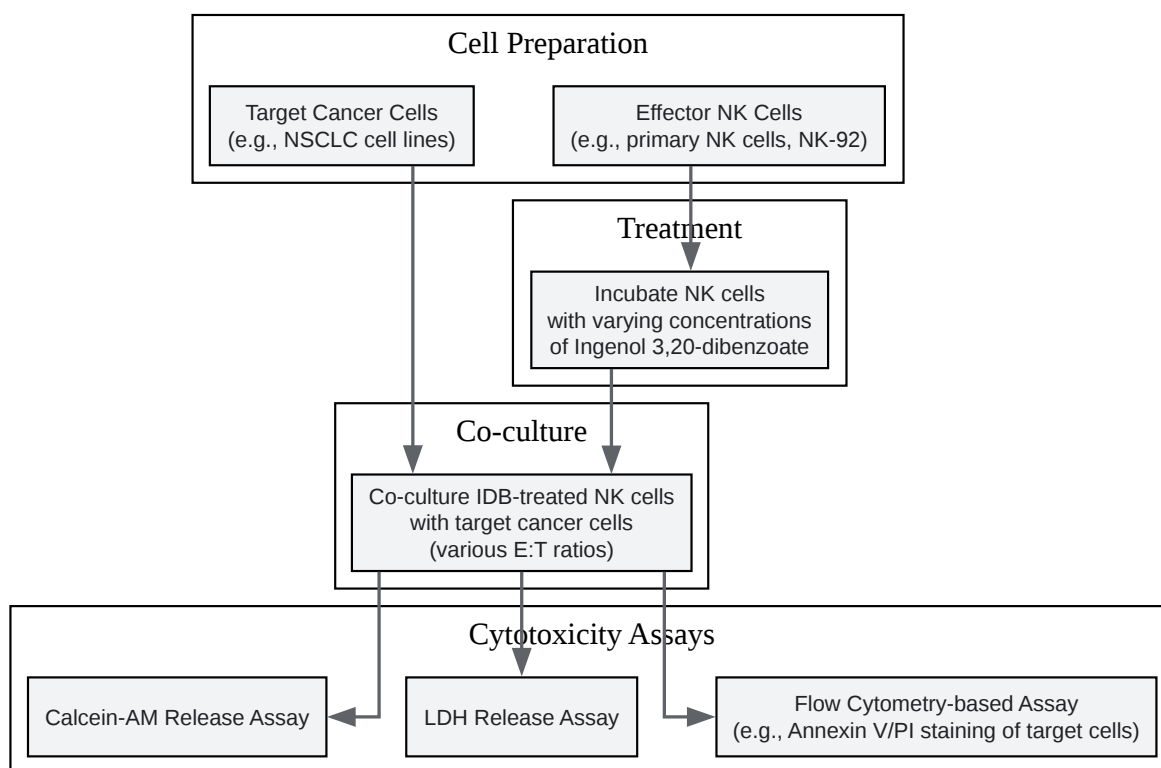 Cell Preparation
Target Cancer Cells
(e.g., NSCLC cell lines)
Effector NK Cells
(e.g., primary NK cells, NK-92)
Treatment
Incubate NK cells
with varying concentrations
of Ingenol 3,20-dibenzoate
Co-culture
Co-culture IDB-treated NK cells
with target cancer cells
(various E:T ratios)
Cytotoxicity Assays
Calcein-AM Release Assay
LDH Release Assay
Flow Cytometry-based Assay
(e.g., Annexin V/PI staining of target cells)